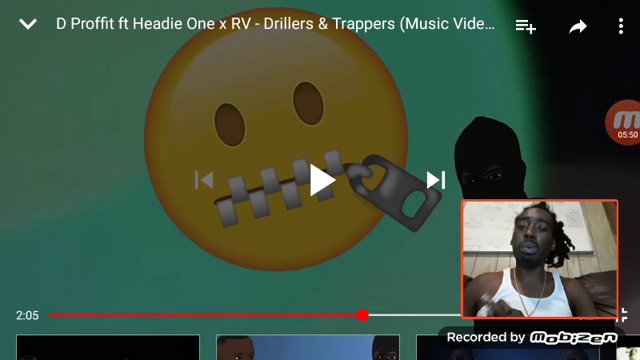 D Proffit ft Headie One x RV - Drillers & Trappers (Music Vide...
05:50
2:05
Recorded by mobizen